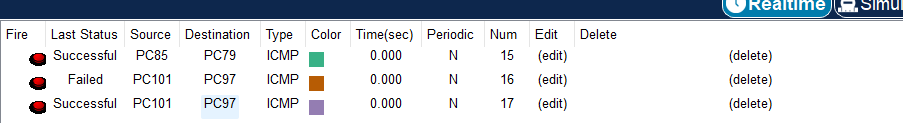 Realtime
Fire Last Status Source Destination Type Color Time(sec) Periodic Num Edit Delete
Successful PC85 PC79 ICMP 0.000 N 15 (edit) (delete)
Failed PC101 PC97 ICMP 0.000 N 16 (edit) (delete)
Successful PC101 PC97 ICMP 0.000 N 17 (edit) (delete)